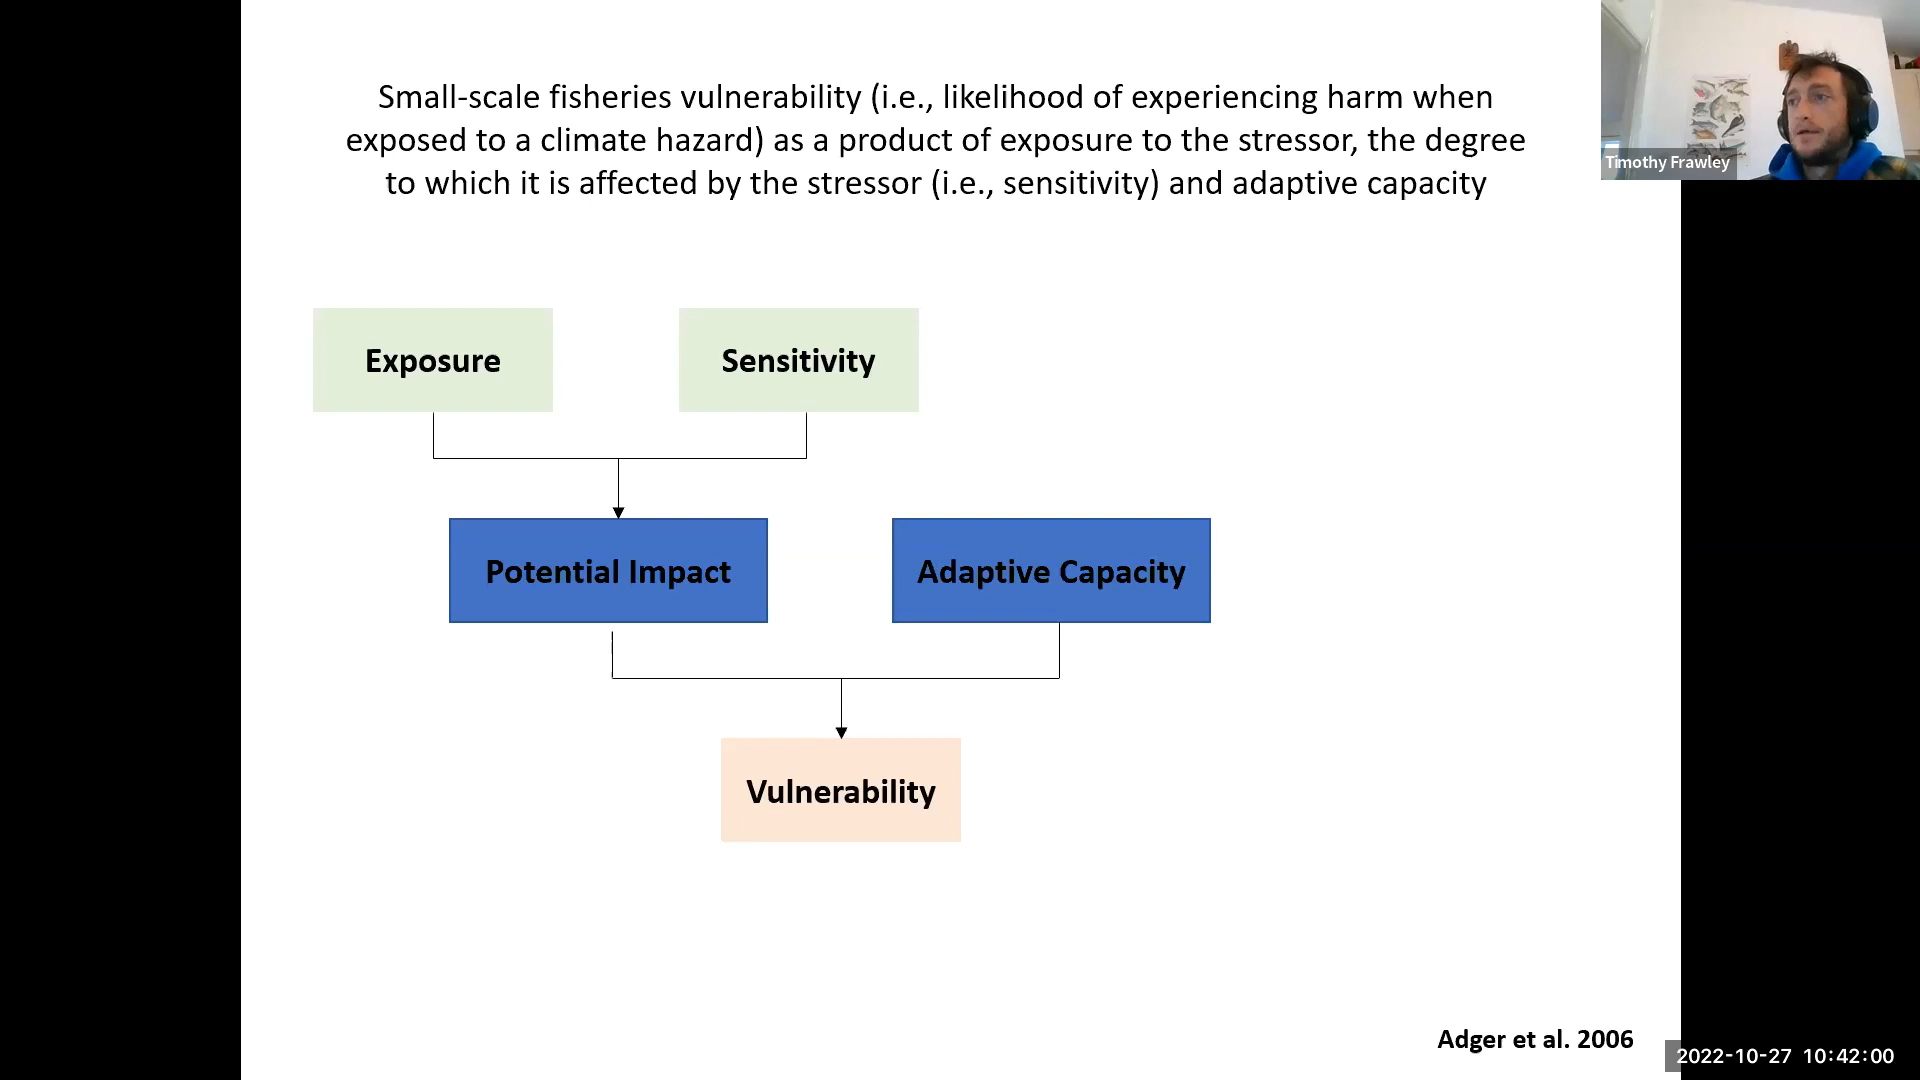 Small-scale fisheries vulnerability (i.e., likelihood of experiencing harm when
exposed to a climate hazard) as a product of exposure to the stressor, the degree
to which it is affected by the stressor (i.e., sensitivity) and adaptive capacity
Timothy Frawley
Exposure
Sensitivity
Potential Impact
Adaptive Capacity
Vulnerability
Adger et al. 2006
2022-10-27 10:42:00